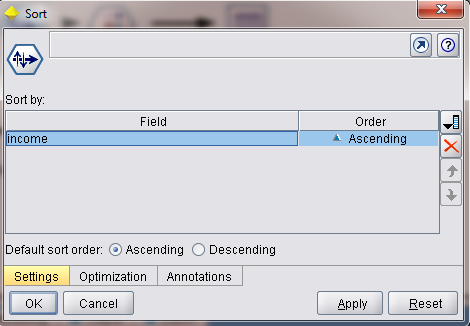 Sort
Sort by:
Field Order
income Ascending
Default sort order: Ascending Descending
Settings Optimization Annotations
OK Cancel Apply Reset